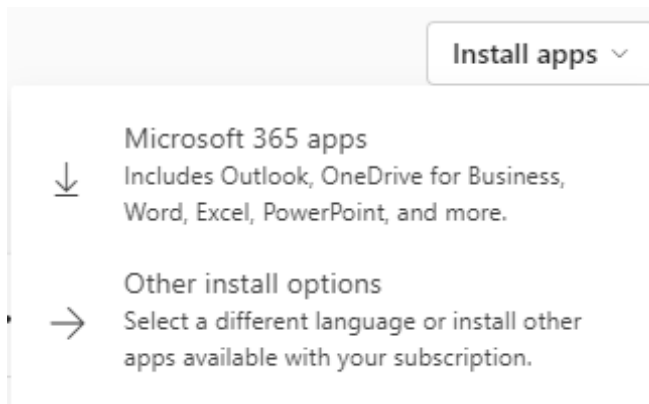 Install apps
Microsoft 365 apps
Includes Outlook, OneDrive for Business,
Word, Excel, PowerPoint, and more.
Other install options
Select a different language or install other
apps available with your subscription.